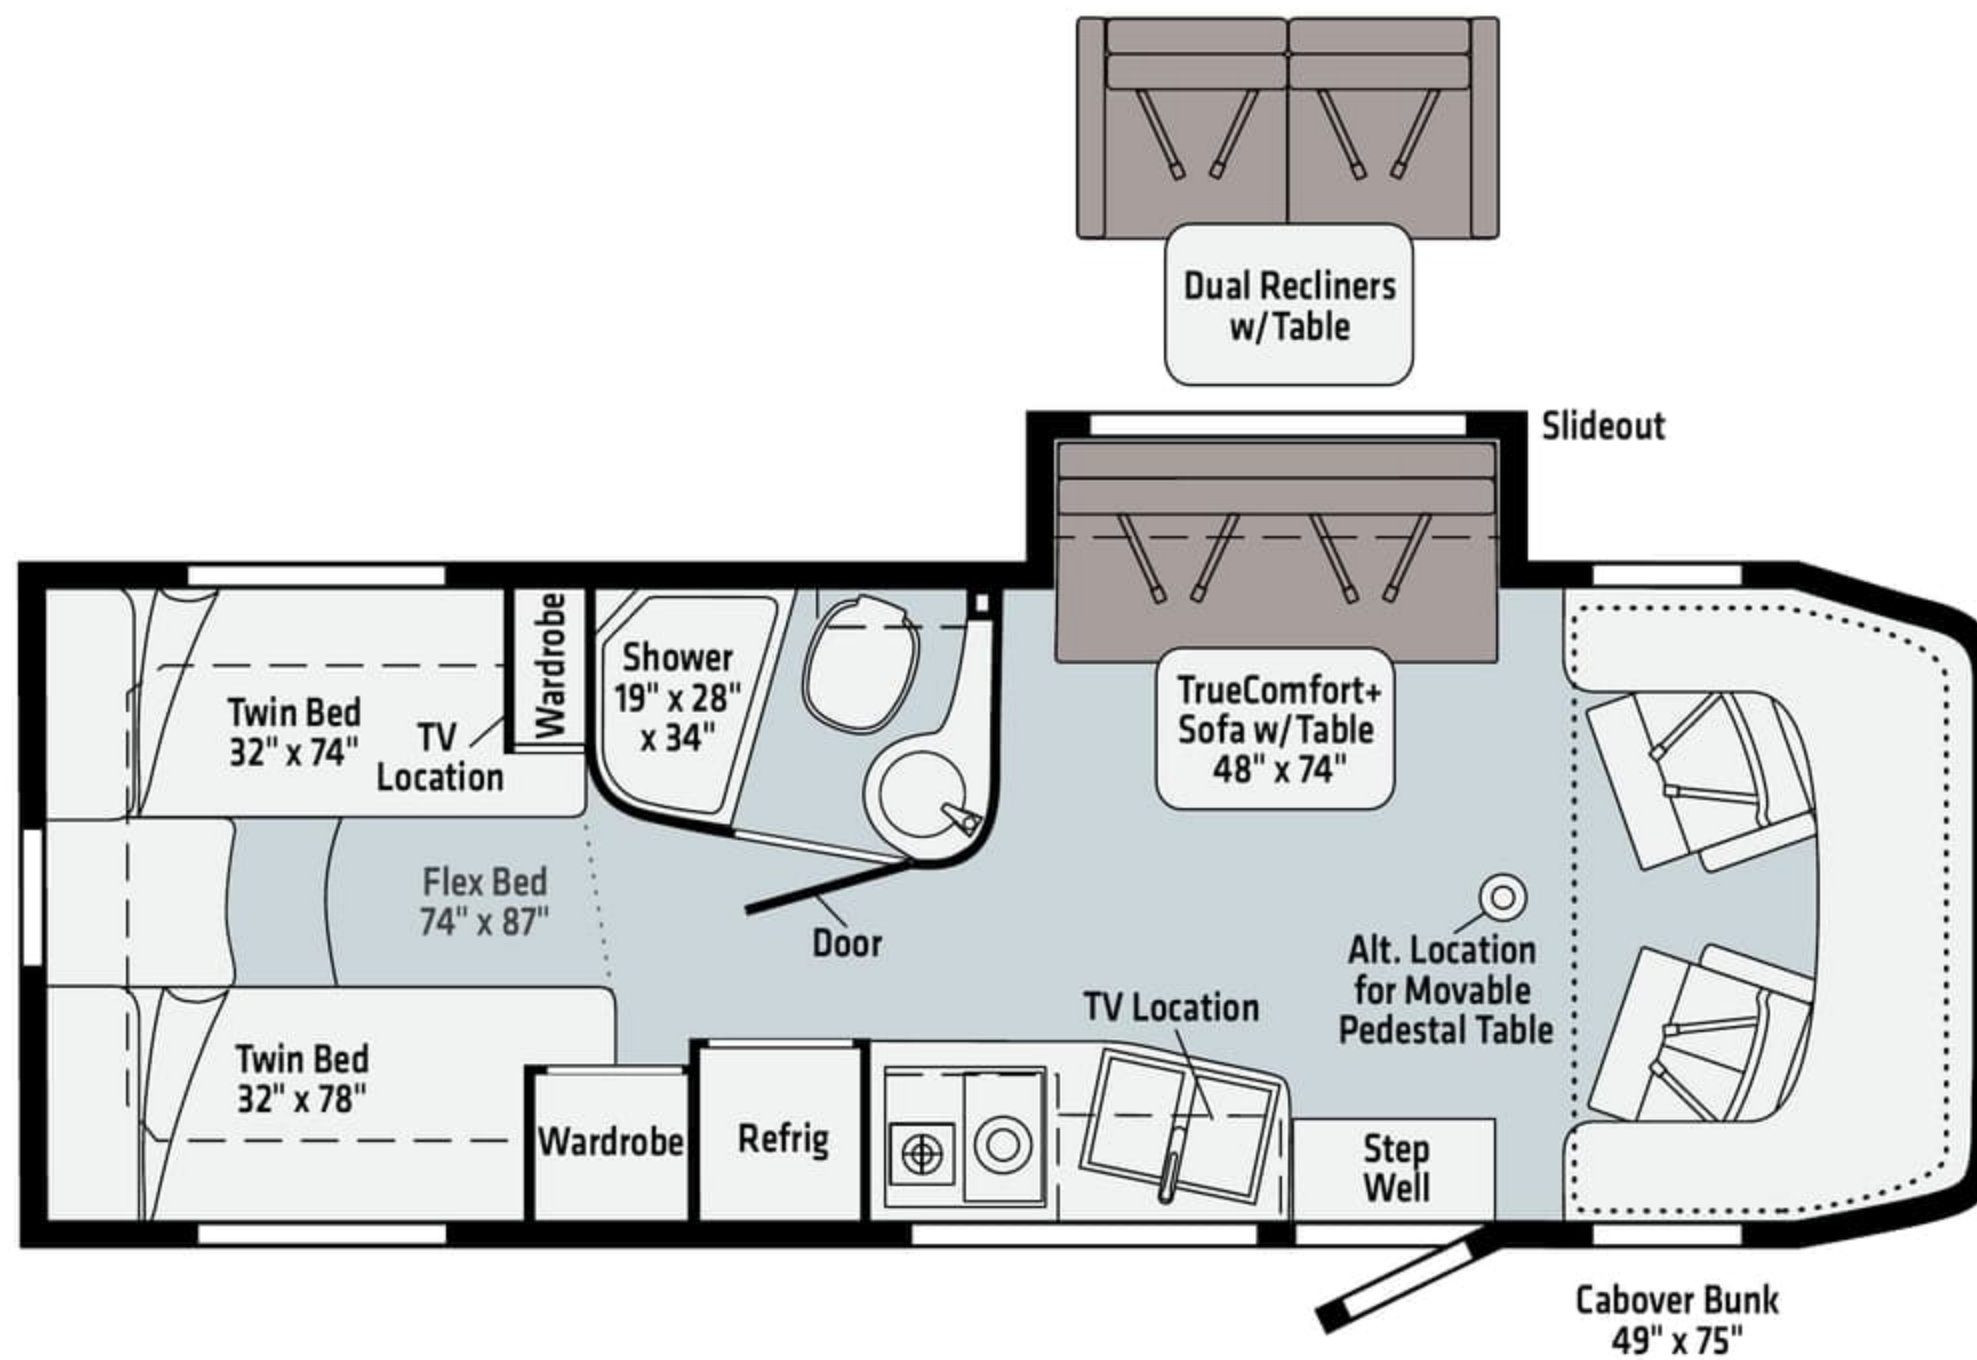 Dual Recliners
w/Table
Slideout
Wardrobe
Shower
19" x 28"
x 34"
Twin Bed
32" x 74"
TV
Location
TrueComfort+
Sofa w/Table
48" x 74"
Flex Bed
74" x 87"
Door
Alt. Location
for Movable
Pedestal Table
TV Location
Twin Bed
32" x 78"
Wardrobe
Refrig
Step
Well
Cabover Bunk
49" x 75"